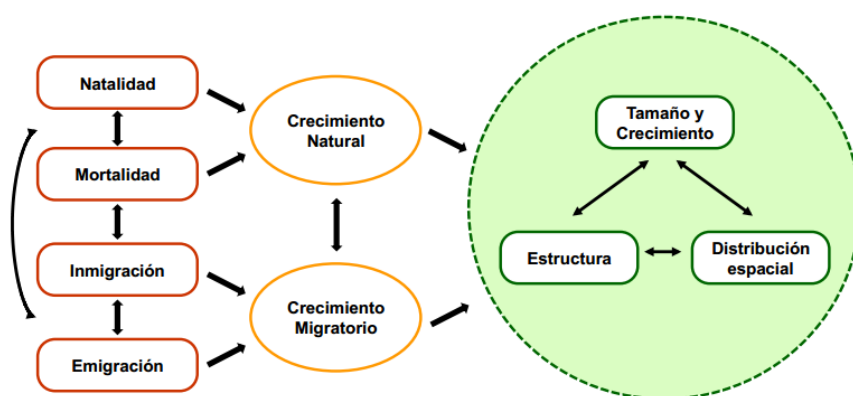 Natalidad
Mortalidad
Inmigración
Emigración
Crecimiento
Natural
Crecimiento
Migratorio
Tamaño y
Crecimiento
Estructura
Distribución
espacial